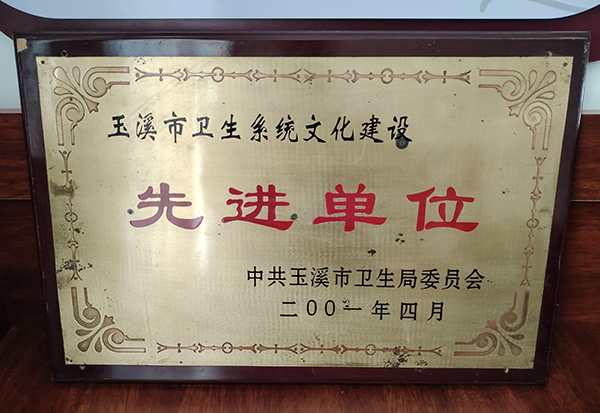 玉溪市卫生系统文化建设
先进单位
中共玉溪市卫生局委员会
二00一年四月